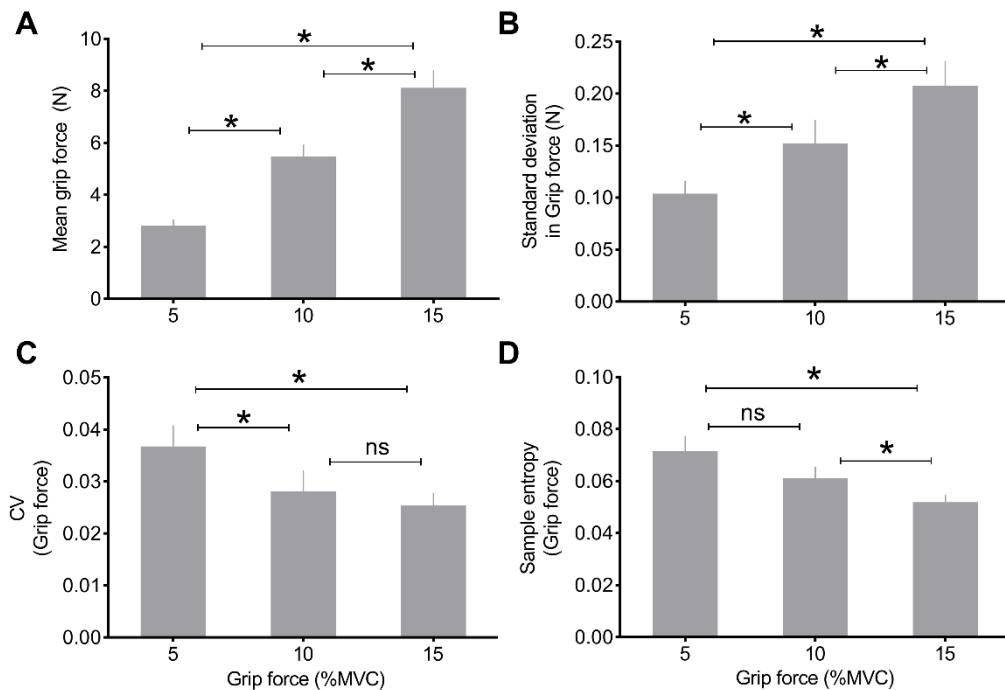 A
Mean grip force (N)
10
8
6
4
2
0
*
*
*
5 10 15
B
Standard deviation
in Grip force (N)
0.25
0.20
0.15
0.10
0.05
0.00
*
*
*
5 10 15
C
CV
(Grip force)
0.05
0.04
0.03
0.02
0.01
0.00
*
*
ns
5 10 15
Grip force (%MVC)
D
Sample entropy
(Grip force)
0.10
0.08
0.06
0.04
0.02
0.00
*
ns
*
5 10 15
Grip force (%MVC)